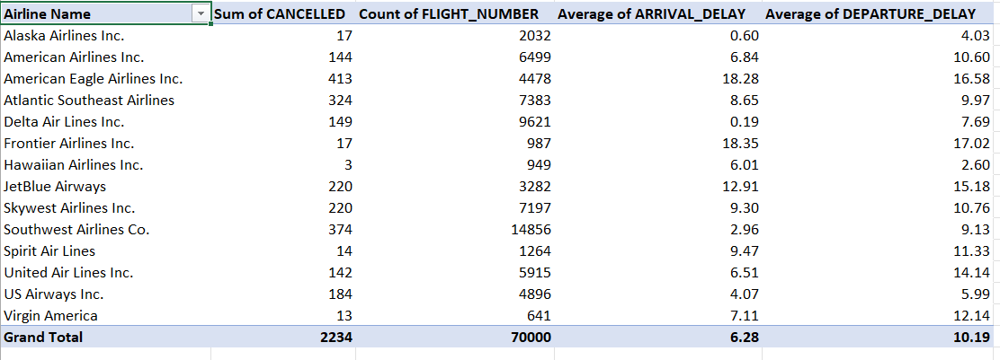 Airline Name Sum of CANCELLED Count of FLIGHT_NUMBER Average of ARRIVAL_DELAY Average of DEPARTURE_DELAY
Alaska Airlines Inc. 17 2032 0.60 4.03
American Airlines Inc. 144 6499 6.84 10.60
American Eagle Airlines Inc. 413 4478 18.28 16.58
Atlantic Southeast Airlines 324 7383 8.65 9.97
Delta Air Lines Inc. 149 9621 0.19 7.69
Frontier Airlines Inc. 17 987 18.35 17.02
Hawaiian Airlines Inc. 3 949 6.01 2.60
JetBlue Airways 220 3282 12.91 15.18
Skywest Airlines Inc. 220 7197 9.30 10.76
Southwest Airlines Co. 374 14856 2.96 9.13
Spirit Air Lines 14 1264 9.47 11.33
United Air Lines Inc. 142 5915 6.51 14.14
US Airways Inc. 184 4896 4.07 5.99
Virgin America 13 641 7.11 12.14
Grand Total 2234 70000 6.28 10.19